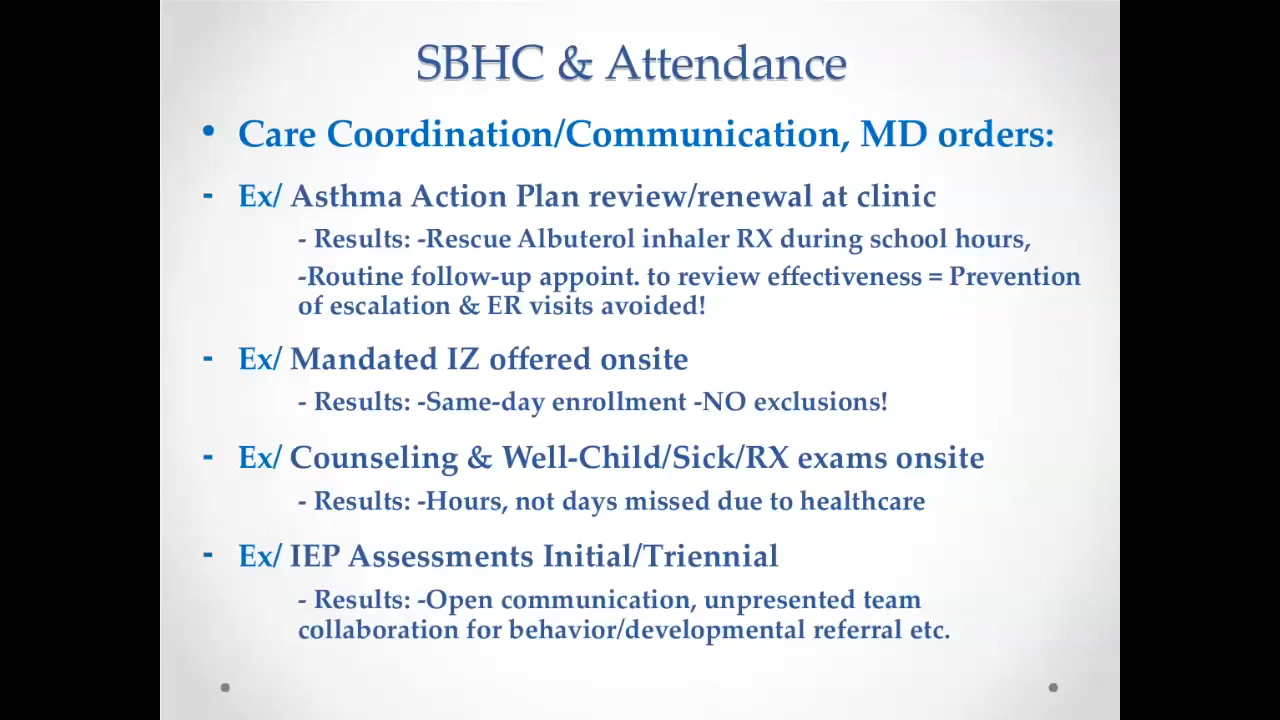 SBHC & Attendance
• Care Coordination/Communication, MD orders:
- Ex/ Asthma Action Plan review/renewal at clinic
- Results: -Rescue Albuterol inhaler RX during school hours,
-Routine follow-up appoint. to review effectiveness = Prevention
of escalation & ER visits avoided!
- Ex/ Mandated IZ offered onsite
- Results: -Same-day enrollment -NO exclusions!
- Ex/ Counseling & Well-Child/Sick/RX exams onsite
- Results: -Hours, not days missed due to healthcare
- Ex/ IEP Assessments Initial/Triennial
- Results: -Open communication, unpresented team
collaboration for behavior/developmental referral etc.